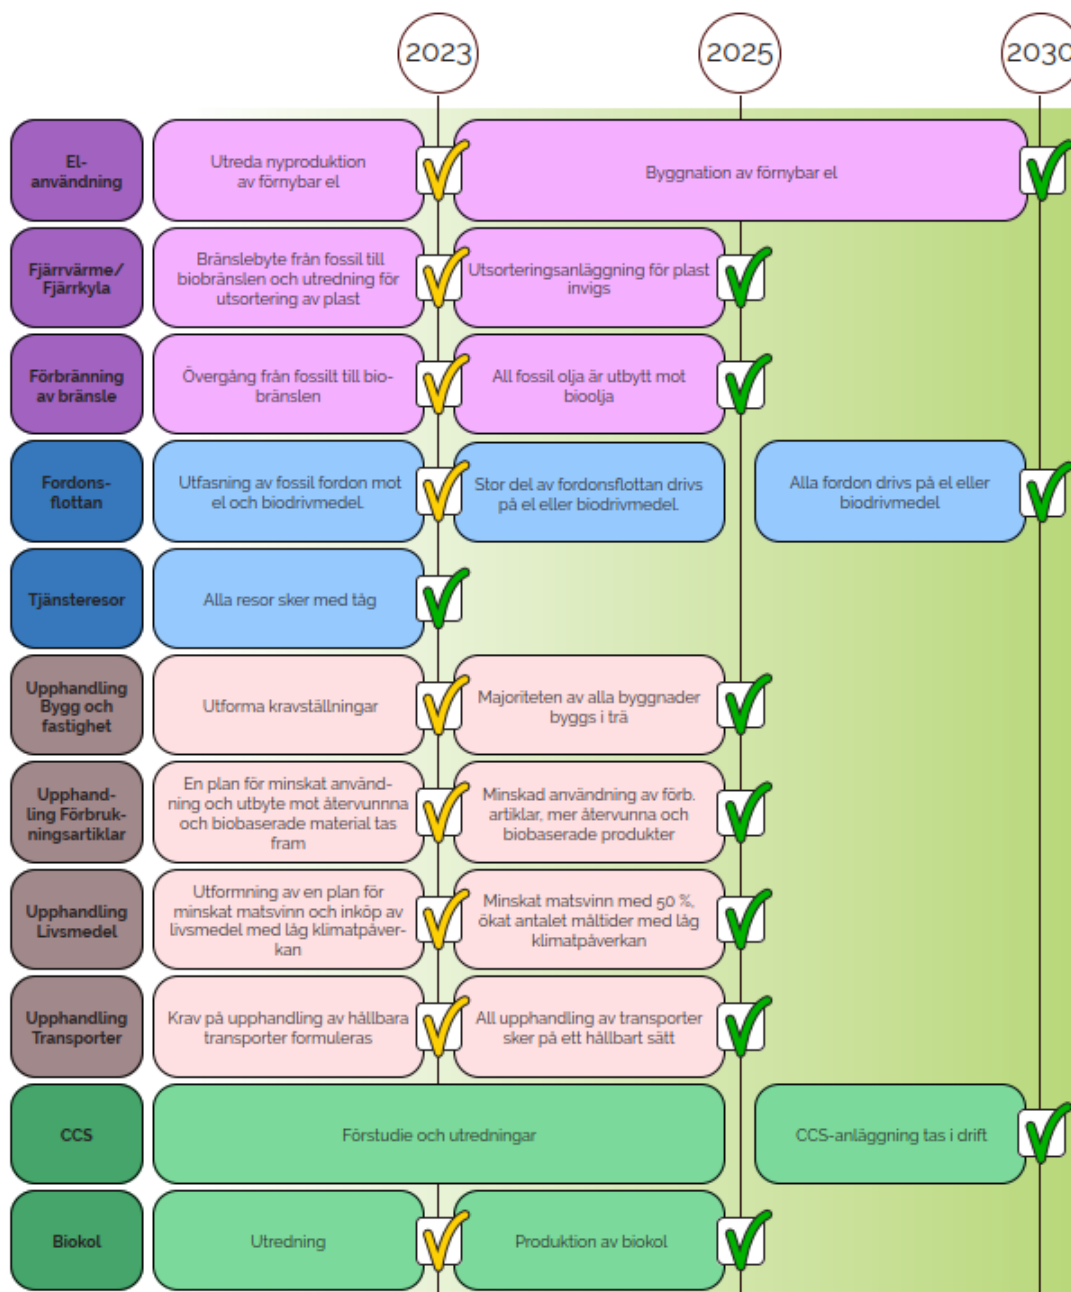 2023
2025
2030
El-
användning
Utreda nyproduktion
av förnybar el
Byggnation av förnybar el
Fjärrvärme/
Fjärrkyla
Bränslebyte från fossil till
biobränslen och utredning för
utsortering av plast
Utsorteringsanläggning för plast
invigs
Förbränning
av bränsle
Övergång från fossilt till bio-
bränslen
All fossil olja är utbytt mot
bioolja
Fordons-
flottan
Utfasning av fossil fordon mot
el och biodrivmedel.
Stor del av fordonsflottan drivs
på el eller biodrivmedel.
Alla fordon drivs på el eller
biodrivmedel
Tjänsteresor
Alla resor sker med tåg
Upphandling
Bygg och
fastighet
Utforma kravställningar
Majoriteten av alla byggnader
byggs i trä
Upphand-
ling Förbruk-
ningsartiklar
En plan för minskat använd-
ning och utbyte mot återvunnna
och biobaserade material tas
fram
Minskad användning av förb.
artiklar, mer återvunna och
biobaserade produkter
Upphandling
Livsmedel
Utformning av en plan för
minskat matsvinn och inköp av
livsmedel med låg klimatpåver-
kan
Minskat matsvinn med 50 %,
ökat antalet måltider med låg
klimatpåverkan
Upphandling
Transporter
Krav på upphandling av hållbara
transporter formuleras
All upphandling av transporter
sker på ett hållbart sätt
CCS
Förstudie och utredningar
CCS-anläggning tas i drift
Biokol
Utredning
Produktion av biokol